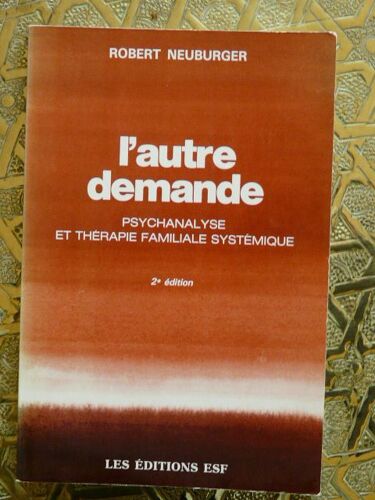 ROBERT NEUBURGER
l'autre
demande
PSYCHANALYSE
ET THÉRAPIE FAMILIALE SYSTÉMIQUE
2e édition
LES ÉDITIONS ESF